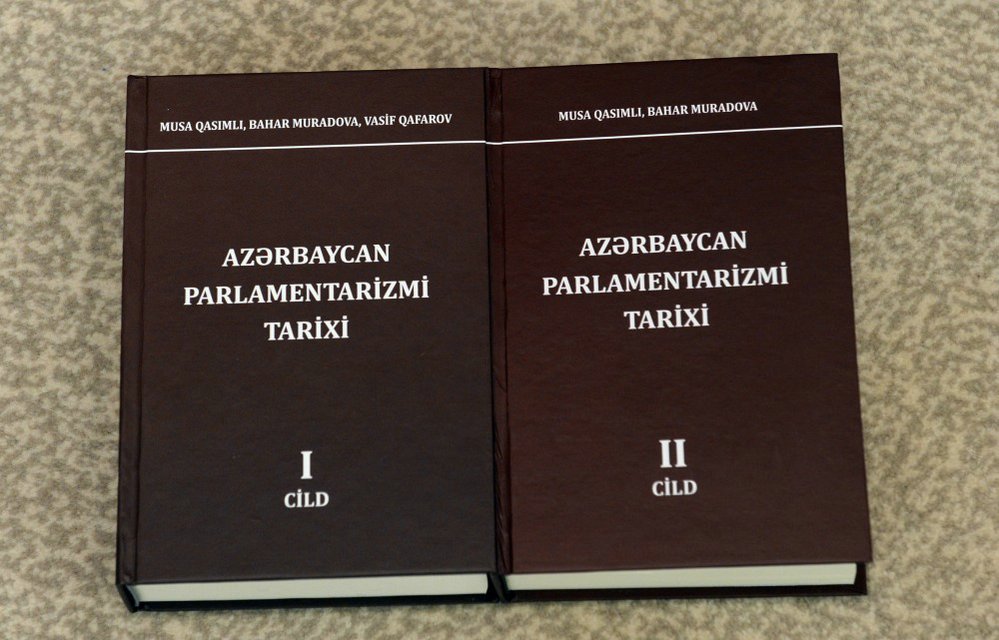 MUSA QASIMLI, BAHAR MURADOVA, VASİF QAFAROV
AZƏRBAYCAN
PARLAMENTARİZMİ
TARİXİ
I
CİLD
MUSA QASIMLI, BAHAR MURADOVA
AZƏRBAYCAN
PARLAMENTARİZMİ
TARİXİ
II
CİLD